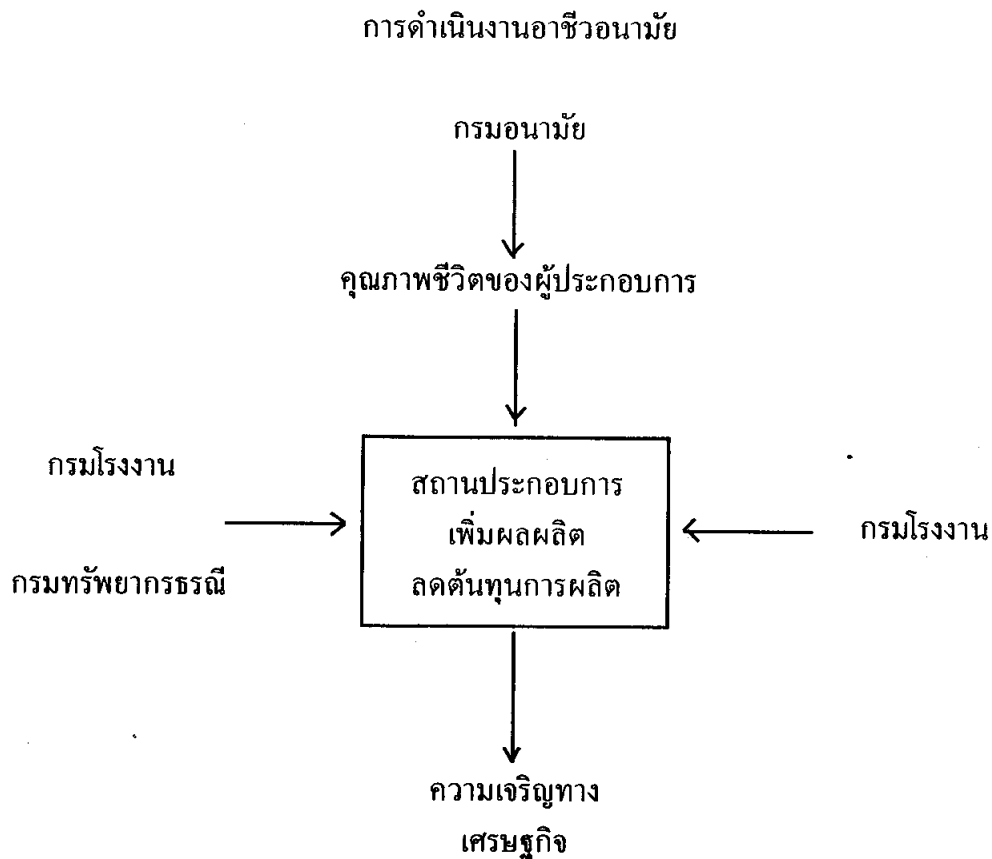 การดำเนินงานอาชีวอนามัย
กรมอนามัย
คุณภาพชีวิตของผู้ประกอบการ
กรมโรงงาน
กรมทรัพยากรธรณี
สถานประกอบการ
เพิ่มผลผลิต
ลดต้นทุนการผลิต
กรมโรงงาน
ความเจริญทาง
เศรษฐกิจ